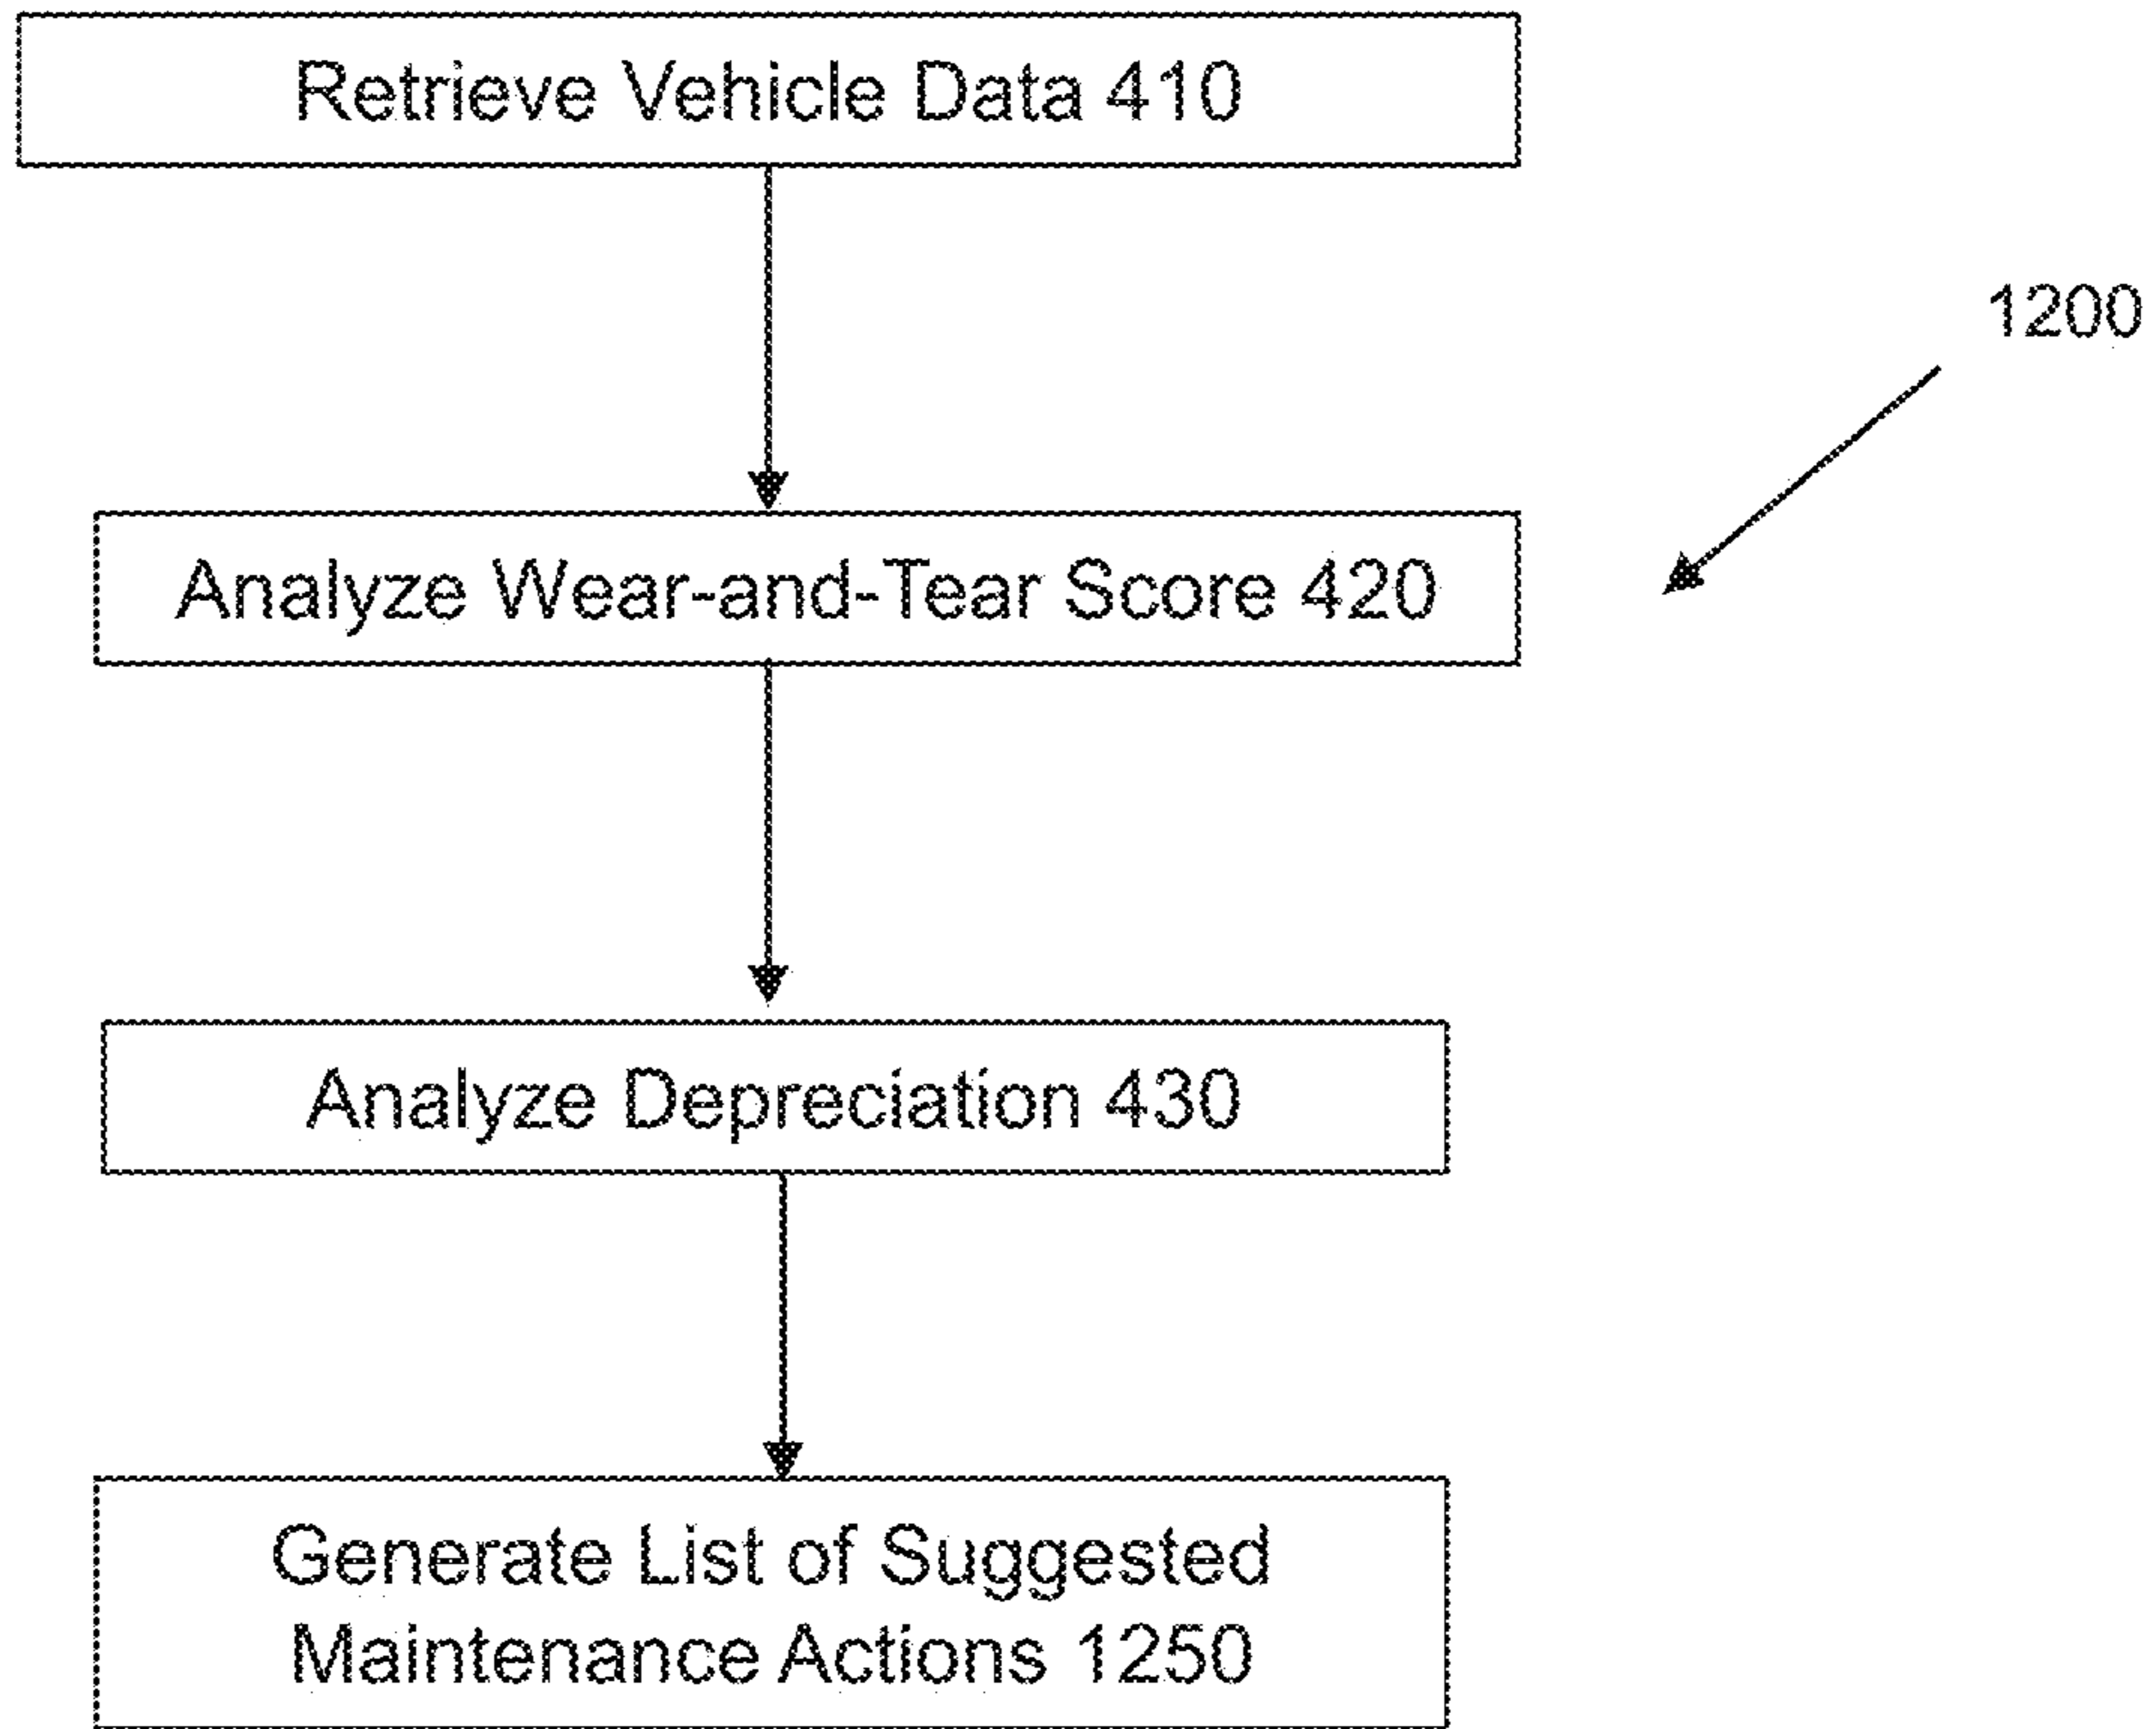 Retrieve Vehicle Data 410
1200
Analyze Wear-and-Tear Score 420
Analyze Depreciation 430
Generate List of Suggested
Maintenance Actions 1250